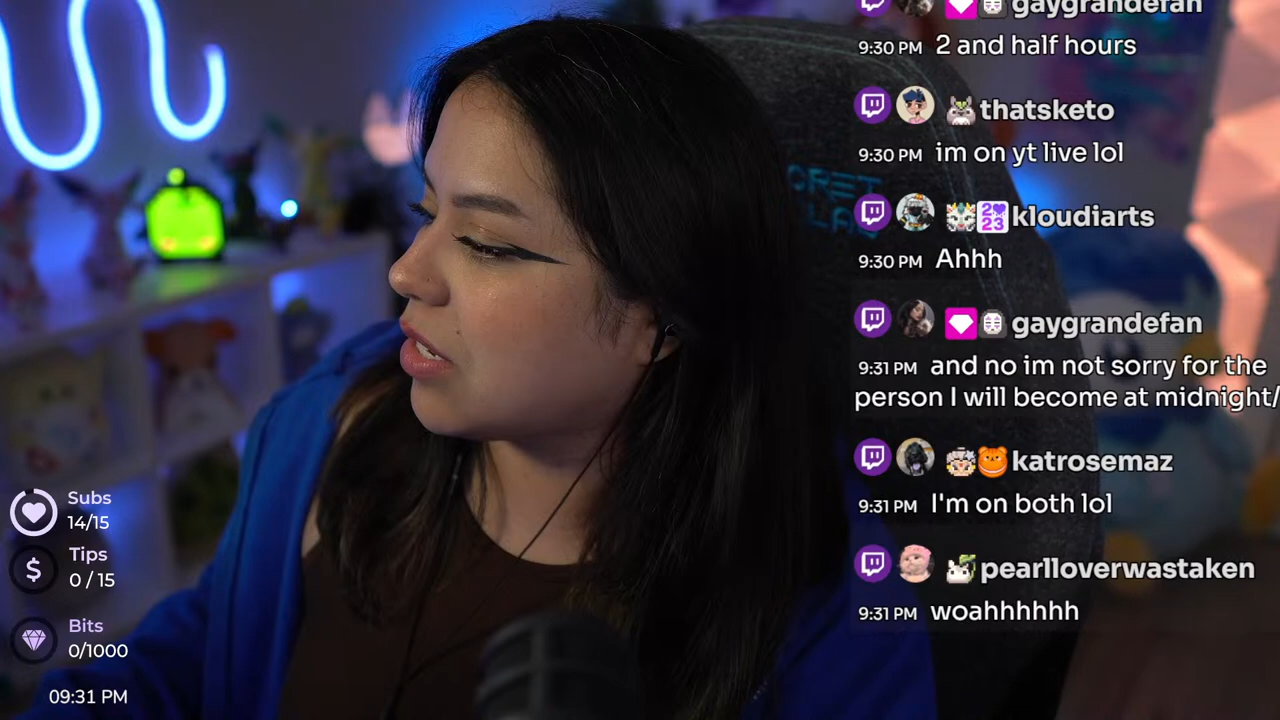 gaygrandefan
9:30 PM 2 and half hours
thatsketo
9:30 PM im on yt live lol
2023 kloudiarts
9:30 PM Ahhh
gaygrandefan
9:31 PM and no im not sorry for the
person I will become at midnight/
katrosemaz
9:31 PM I'm on both lol
pearlloverwastaken
9:31 PM woahhhhhh
Subs
14/15
Tips
$ 0 / 15
Bits
0/1000
09:31 PM